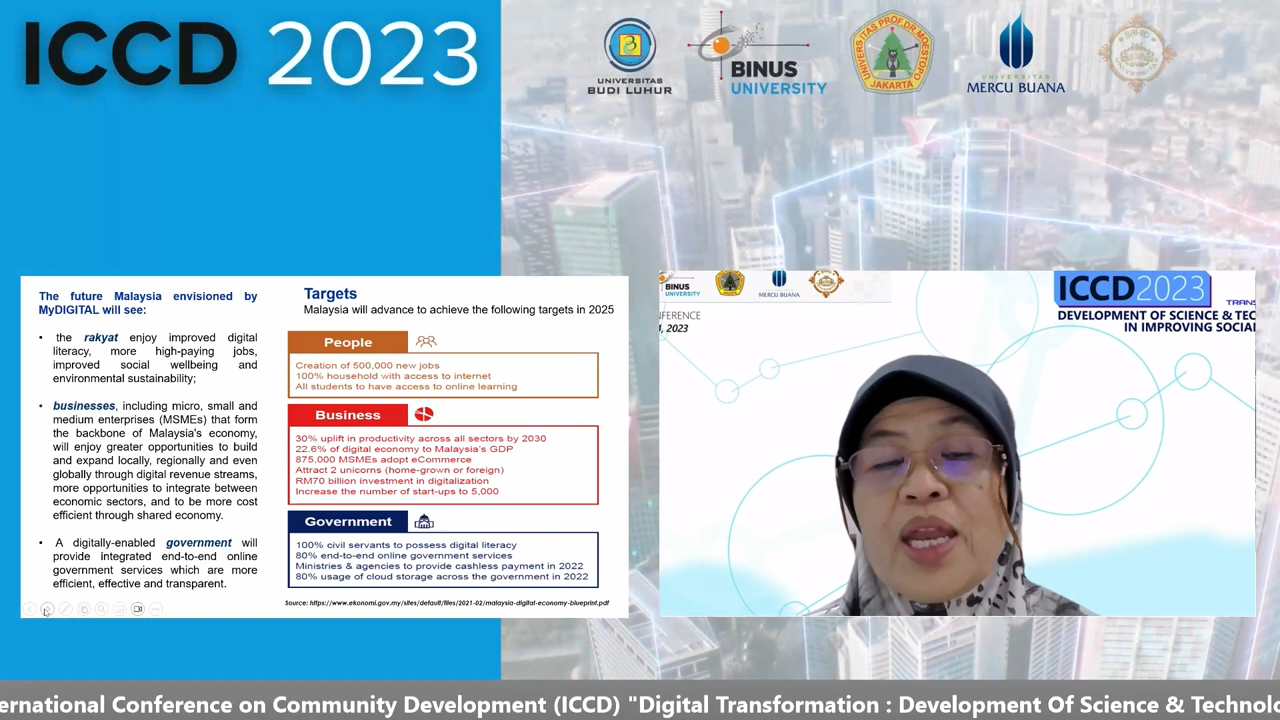 ICCD 2023
UNIVERSITAS
BUDI LUHUR
BINUS
UNIVERSITY
UNIVERSITAS PROF.DR.MOESTOPO
JAKARTA
UNIVERSITAS
MERCU BUANA
The future Malaysia envisioned by
MyDIGITAL will see:
• the rakyat enjoy improved digital
literacy, more high-paying jobs,
improved social wellbeing and
environmental sustainability;
• businesses, including micro, small and
medium enterprises (MSMEs) that form
the backbone of Malaysia's economy,
will enjoy greater opportunities to build
and expand locally, regionally and even
globally through digital revenue streams,
more opportunities to integrate between
economic sectors, and to be more cost
efficient through shared economy.
• A digitally-enabled government will
provide integrated end-to-end online
government services which are more
efficient, effective and transparent.
Targets
Malaysia will advance to achieve the following targets in 2025
People
Creation of 500,000 new jobs
100% household with access to internet
All students to have access to online learning
Business
30% uplift in productivity across all sectors by 2030
22.6% of digital economy to Malaysia's GDP
875,000 MSMEs adopt eCommerce
Attract 2 unicorns (home-grown or foreign)
RM70 billion investment in digitalization
Increase the number of start-ups to 5,000
Government
100% civil servants to possess digital literacy
80% end-to-end online government services
Ministries & agencies to provide cashless payment in 2022
80% usage of cloud storage across the government in 2022
Source: https://www.ekonomi.gov.my/sites/default/files/2021-02/malaysia-digital-economy-blueprint.pdf
BINUS
UNIVERSITY
MERCU BUANA
NFERENCE
4, 2023
ICCD2023
TRANS
DEVELOPMENT OF SCIENCE & TEC
IN IMPROVING SOCIA
ernational Conference on Community Development (ICCD) "Digital Transformation : Development Of Science & Technolo